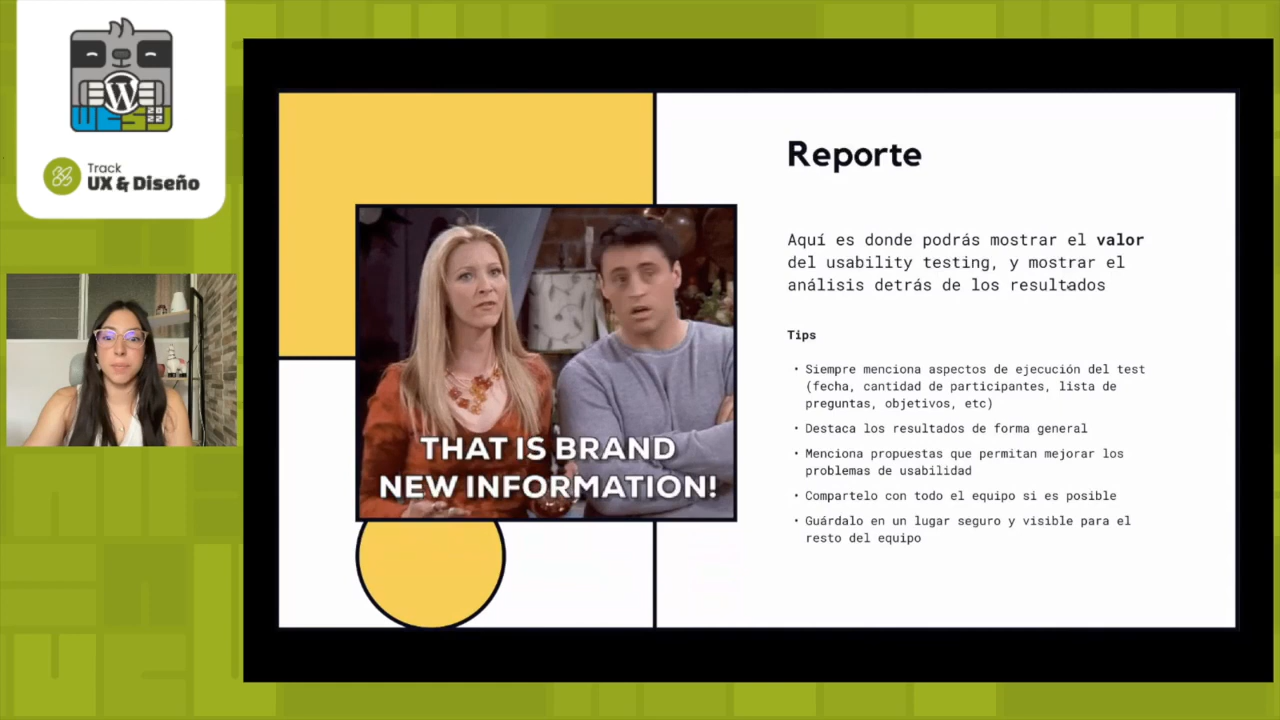 W
WCSJ
2022
Track
UX & Diseño
Reporte
Aquí es donde podrás mostrar el valor
del usability testing, y mostrar el
análisis detrás de los resultados
Tips
• Siempre menciona aspectos de ejecución del test
(fecha, cantidad de participantes, lista de
preguntas, objetivos, etc)
• Destaca los resultados de forma general
• Menciona propuestas que permitan mejorar los
problemas de usabilidad
• Compartelo con todo el equipo si es posible
• Guárdalo en un lugar seguro y visible para el
resto del equipo
THAT IS BRAND
NEW INFORMATION!